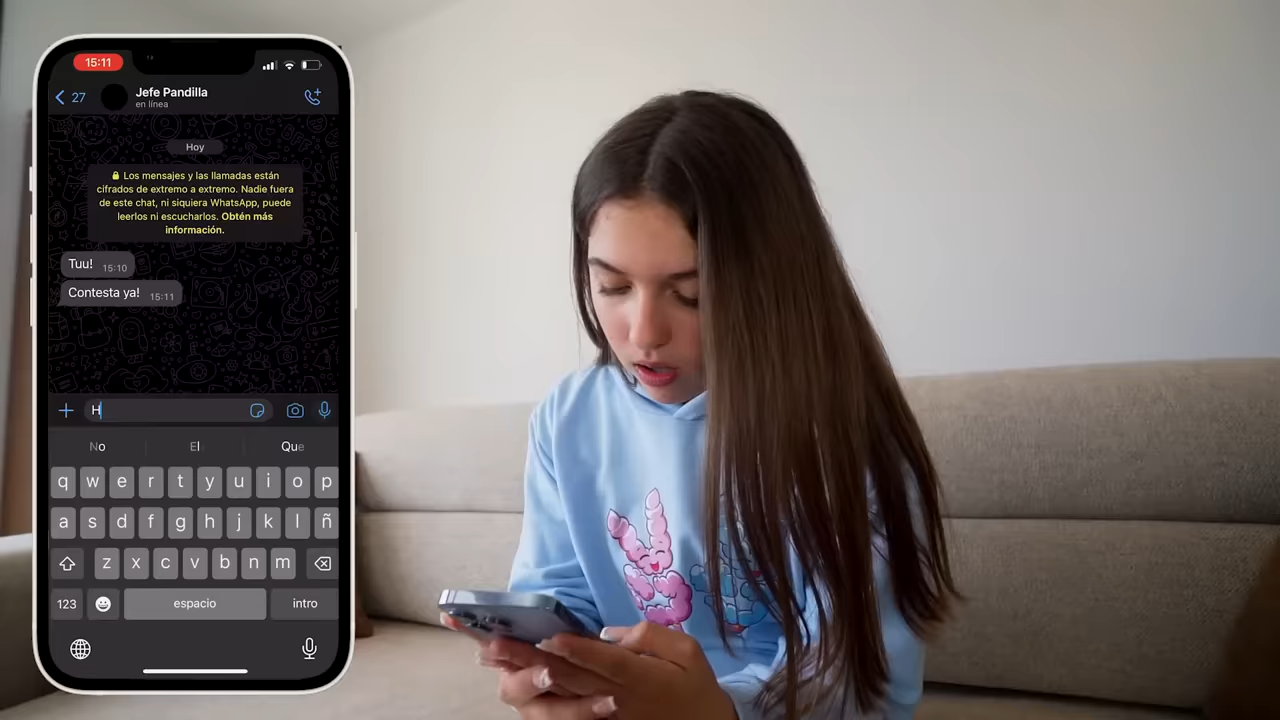 15:11
27
Jefe Pandilla
en línea
Hoy
Los mensajes y las llamadas están
cifrados de extremo a extremo. Nadie fuera
de este chat, ni siquiera WhatsApp, puede
leerlos ni escucharlos. Obtén más
información.
Tuu! 15:10
Contesta ya! 15:11
H
No El Que
q w e r t y u i o p
a s d f g h j k l ñ
z x c v b n m
123 espacio intro